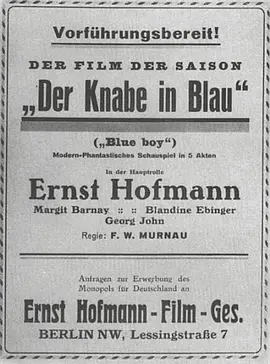 Vorführungsbereit!
DER FILM DER SAISON
„Der Knabe in Blau“
(„Blue boy“)
Modern-Phantastisches Schauspiel in 5 Akten
In der Hauptrolle
Ernst Hofmann
Margit Barnay :: :: Blandine Ebinger
Georg John
Regie: F. W. MURNAU
Anfragen zur Erwerbung des
Monopols für Deutschland an
Ernst Hofmann-Film-Ges.
BERLIN NW, Lessingstraße 7